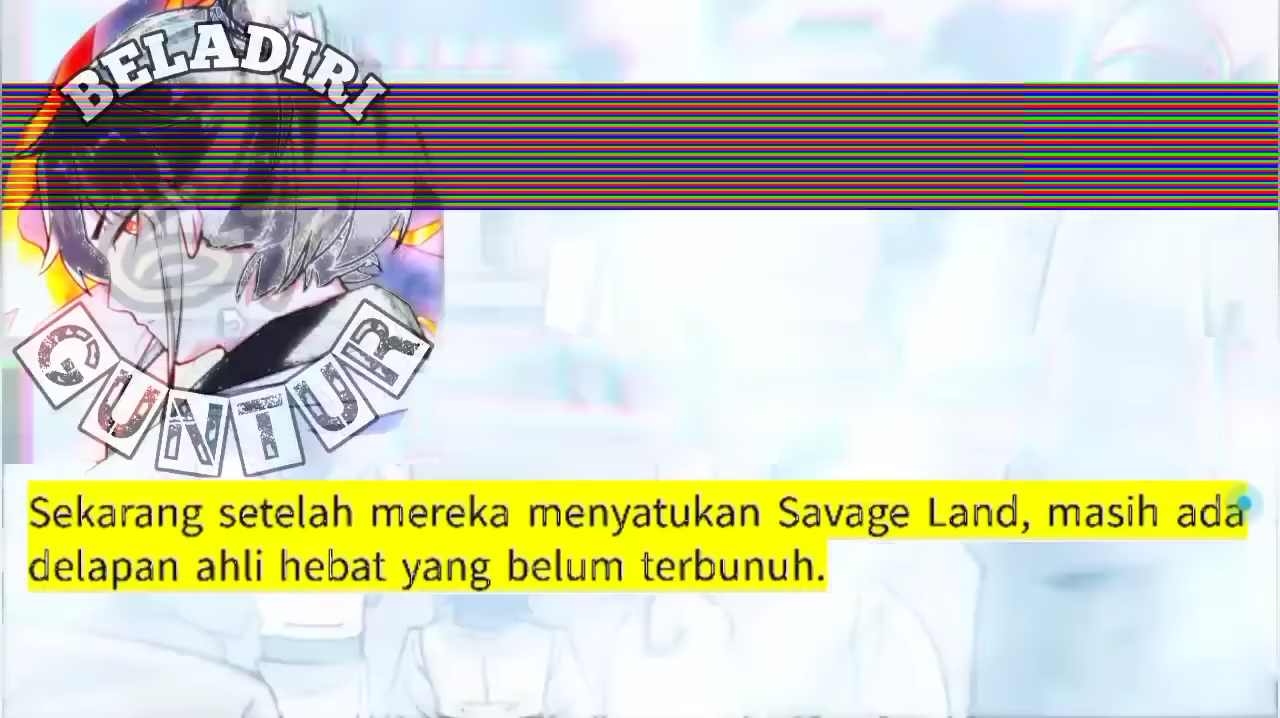 BELADIRI
GUNTUR
Sekarang setelah mereka menyatukan Savage Land, masih ada
delapan ahli hebat yang belum terbunuh.